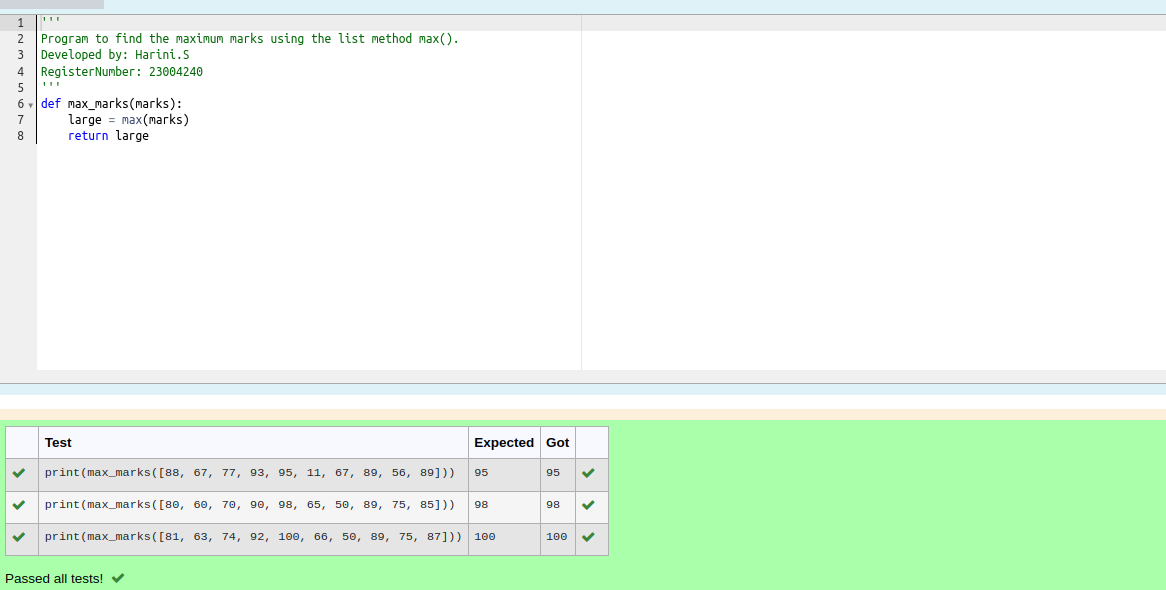 1 '''
2 Program to find the maximum marks using the list method max().
3 Developed by: Harini.S
4 RegisterNumber: 23004240
5 '''
6 def max_marks(marks):
7     large = max(marks)
8     return large
Test Expected Got
print(max_marks([88, 67, 77, 93, 95, 11, 67, 89, 56, 89])) 95 95
print(max_marks([80, 60, 70, 90, 98, 65, 50, 89, 75, 85])) 98 98
print(max_marks([81, 63, 74, 92, 100, 66, 50, 89, 75, 87])) 100 100
Passed all tests!